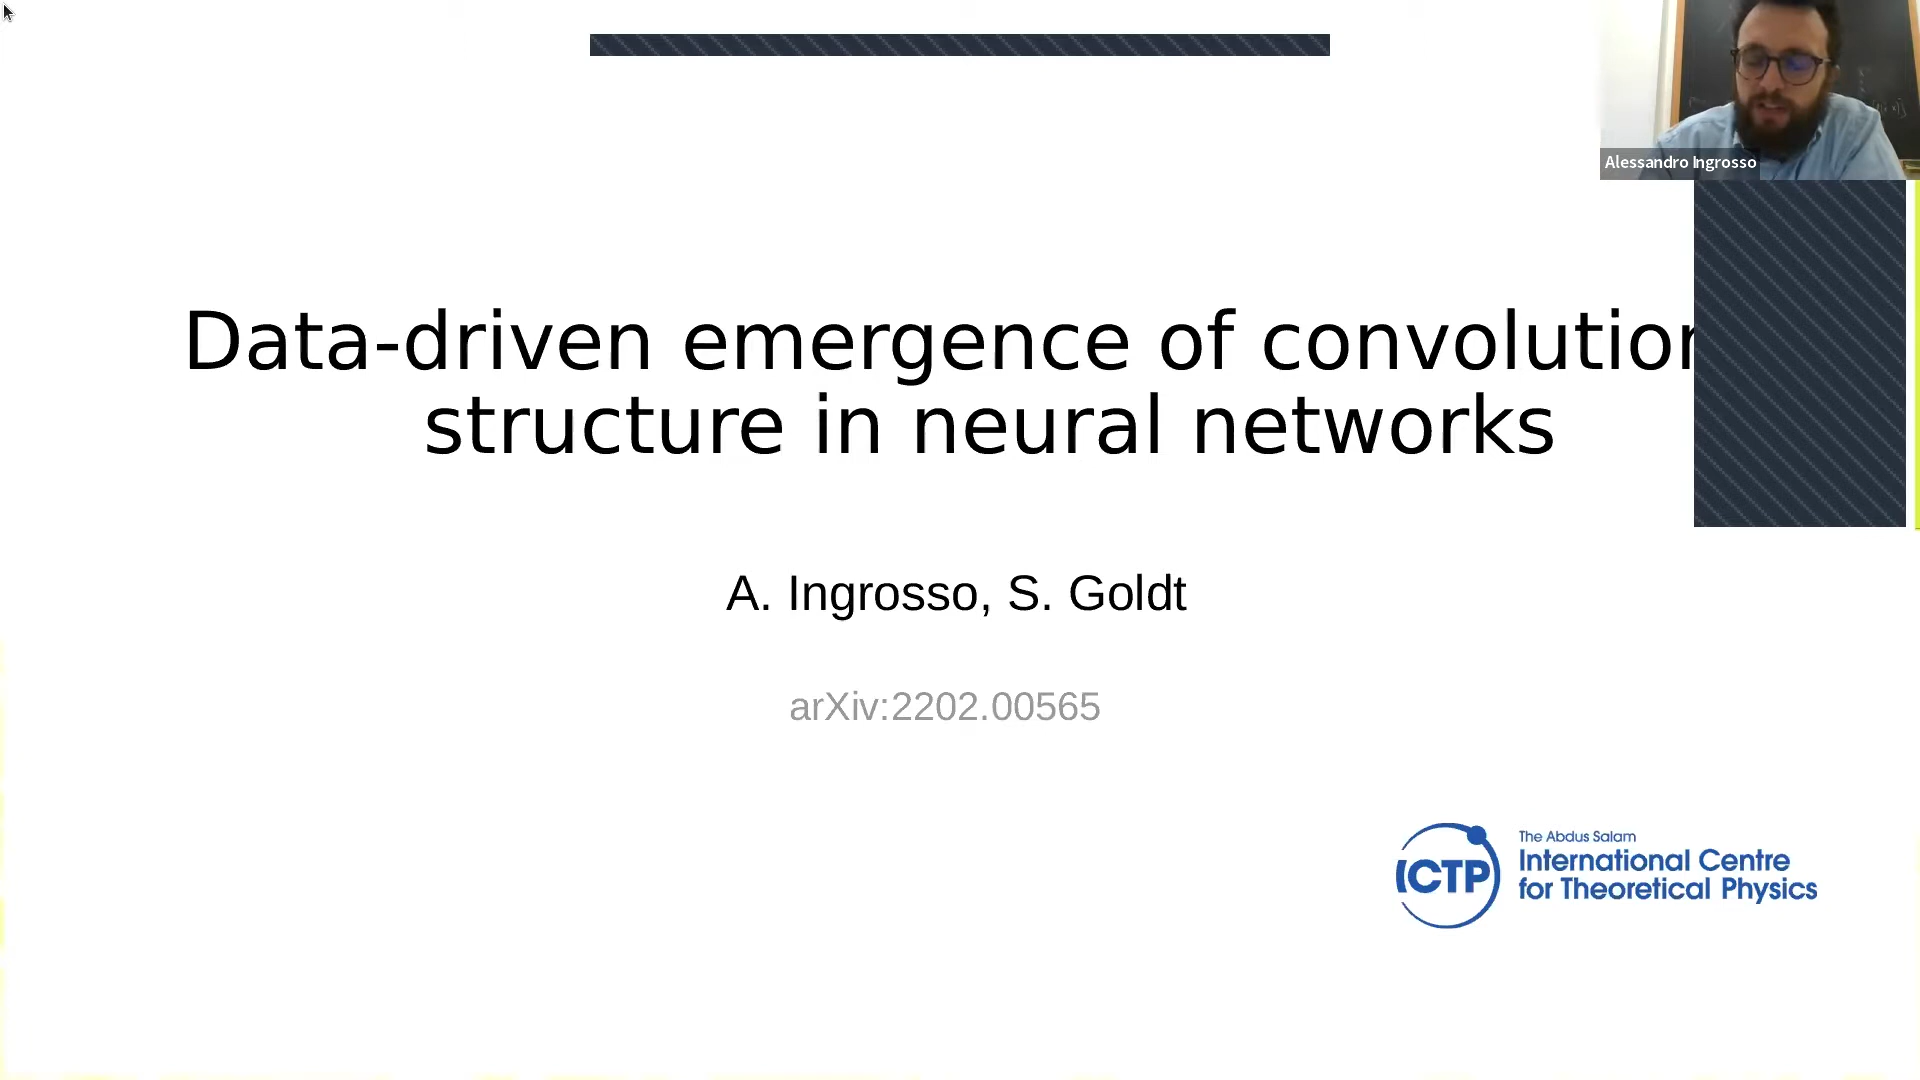 Alessandro Ingrosso
Data-driven emergence of convolution
structure in neural networks
A. Ingrosso, S. Goldt
arXiv:2202.00565
The Abdus Salam
ICTP
International Centre
for Theoretical Physics